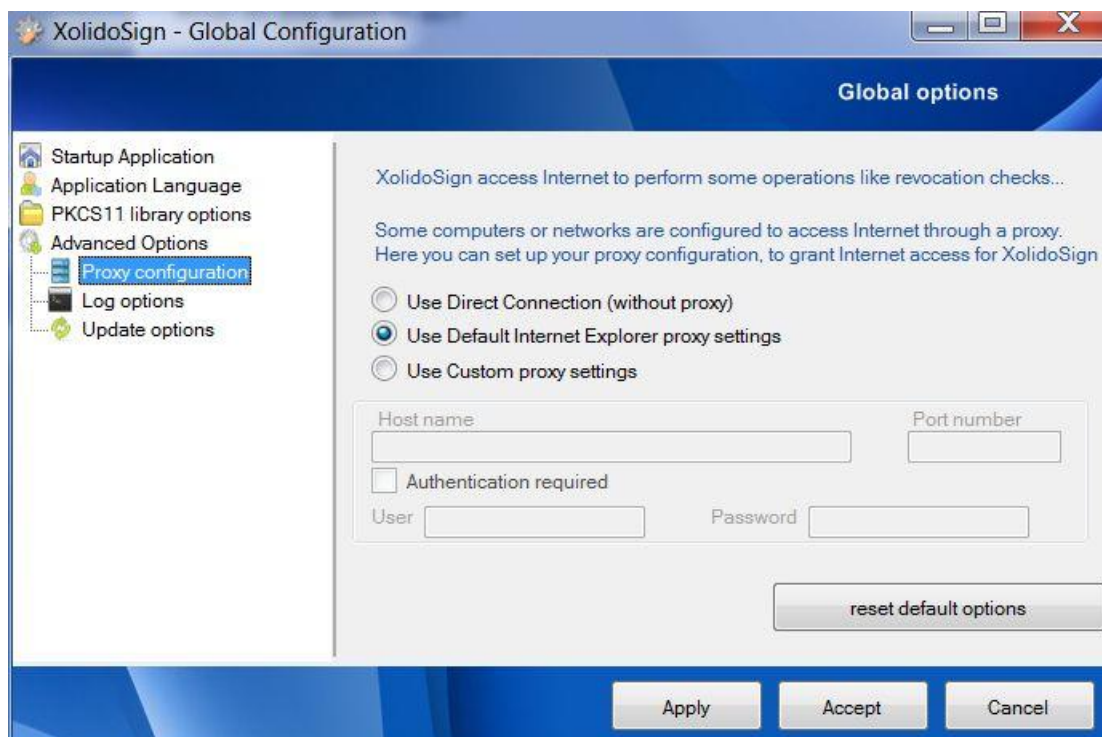 XolidoSign - Global Configuration
Global options
Startup Application
Application Language
PKCS11 library options
Advanced Options
Proxy configuration
Log options
Update options
XolidoSign access Internet to perform some operations like revocation checks...
Some computers or networks are configured to access Internet through a proxy.
Here you can set up your proxy configuration, to grant Internet access for XolidoSign
Use Direct Connection (without proxy)
Use Default Internet Explorer proxy settings
Use Custom proxy settings
Host name Port number
Authentication required
User Password
reset default options
Apply Accept Cancel